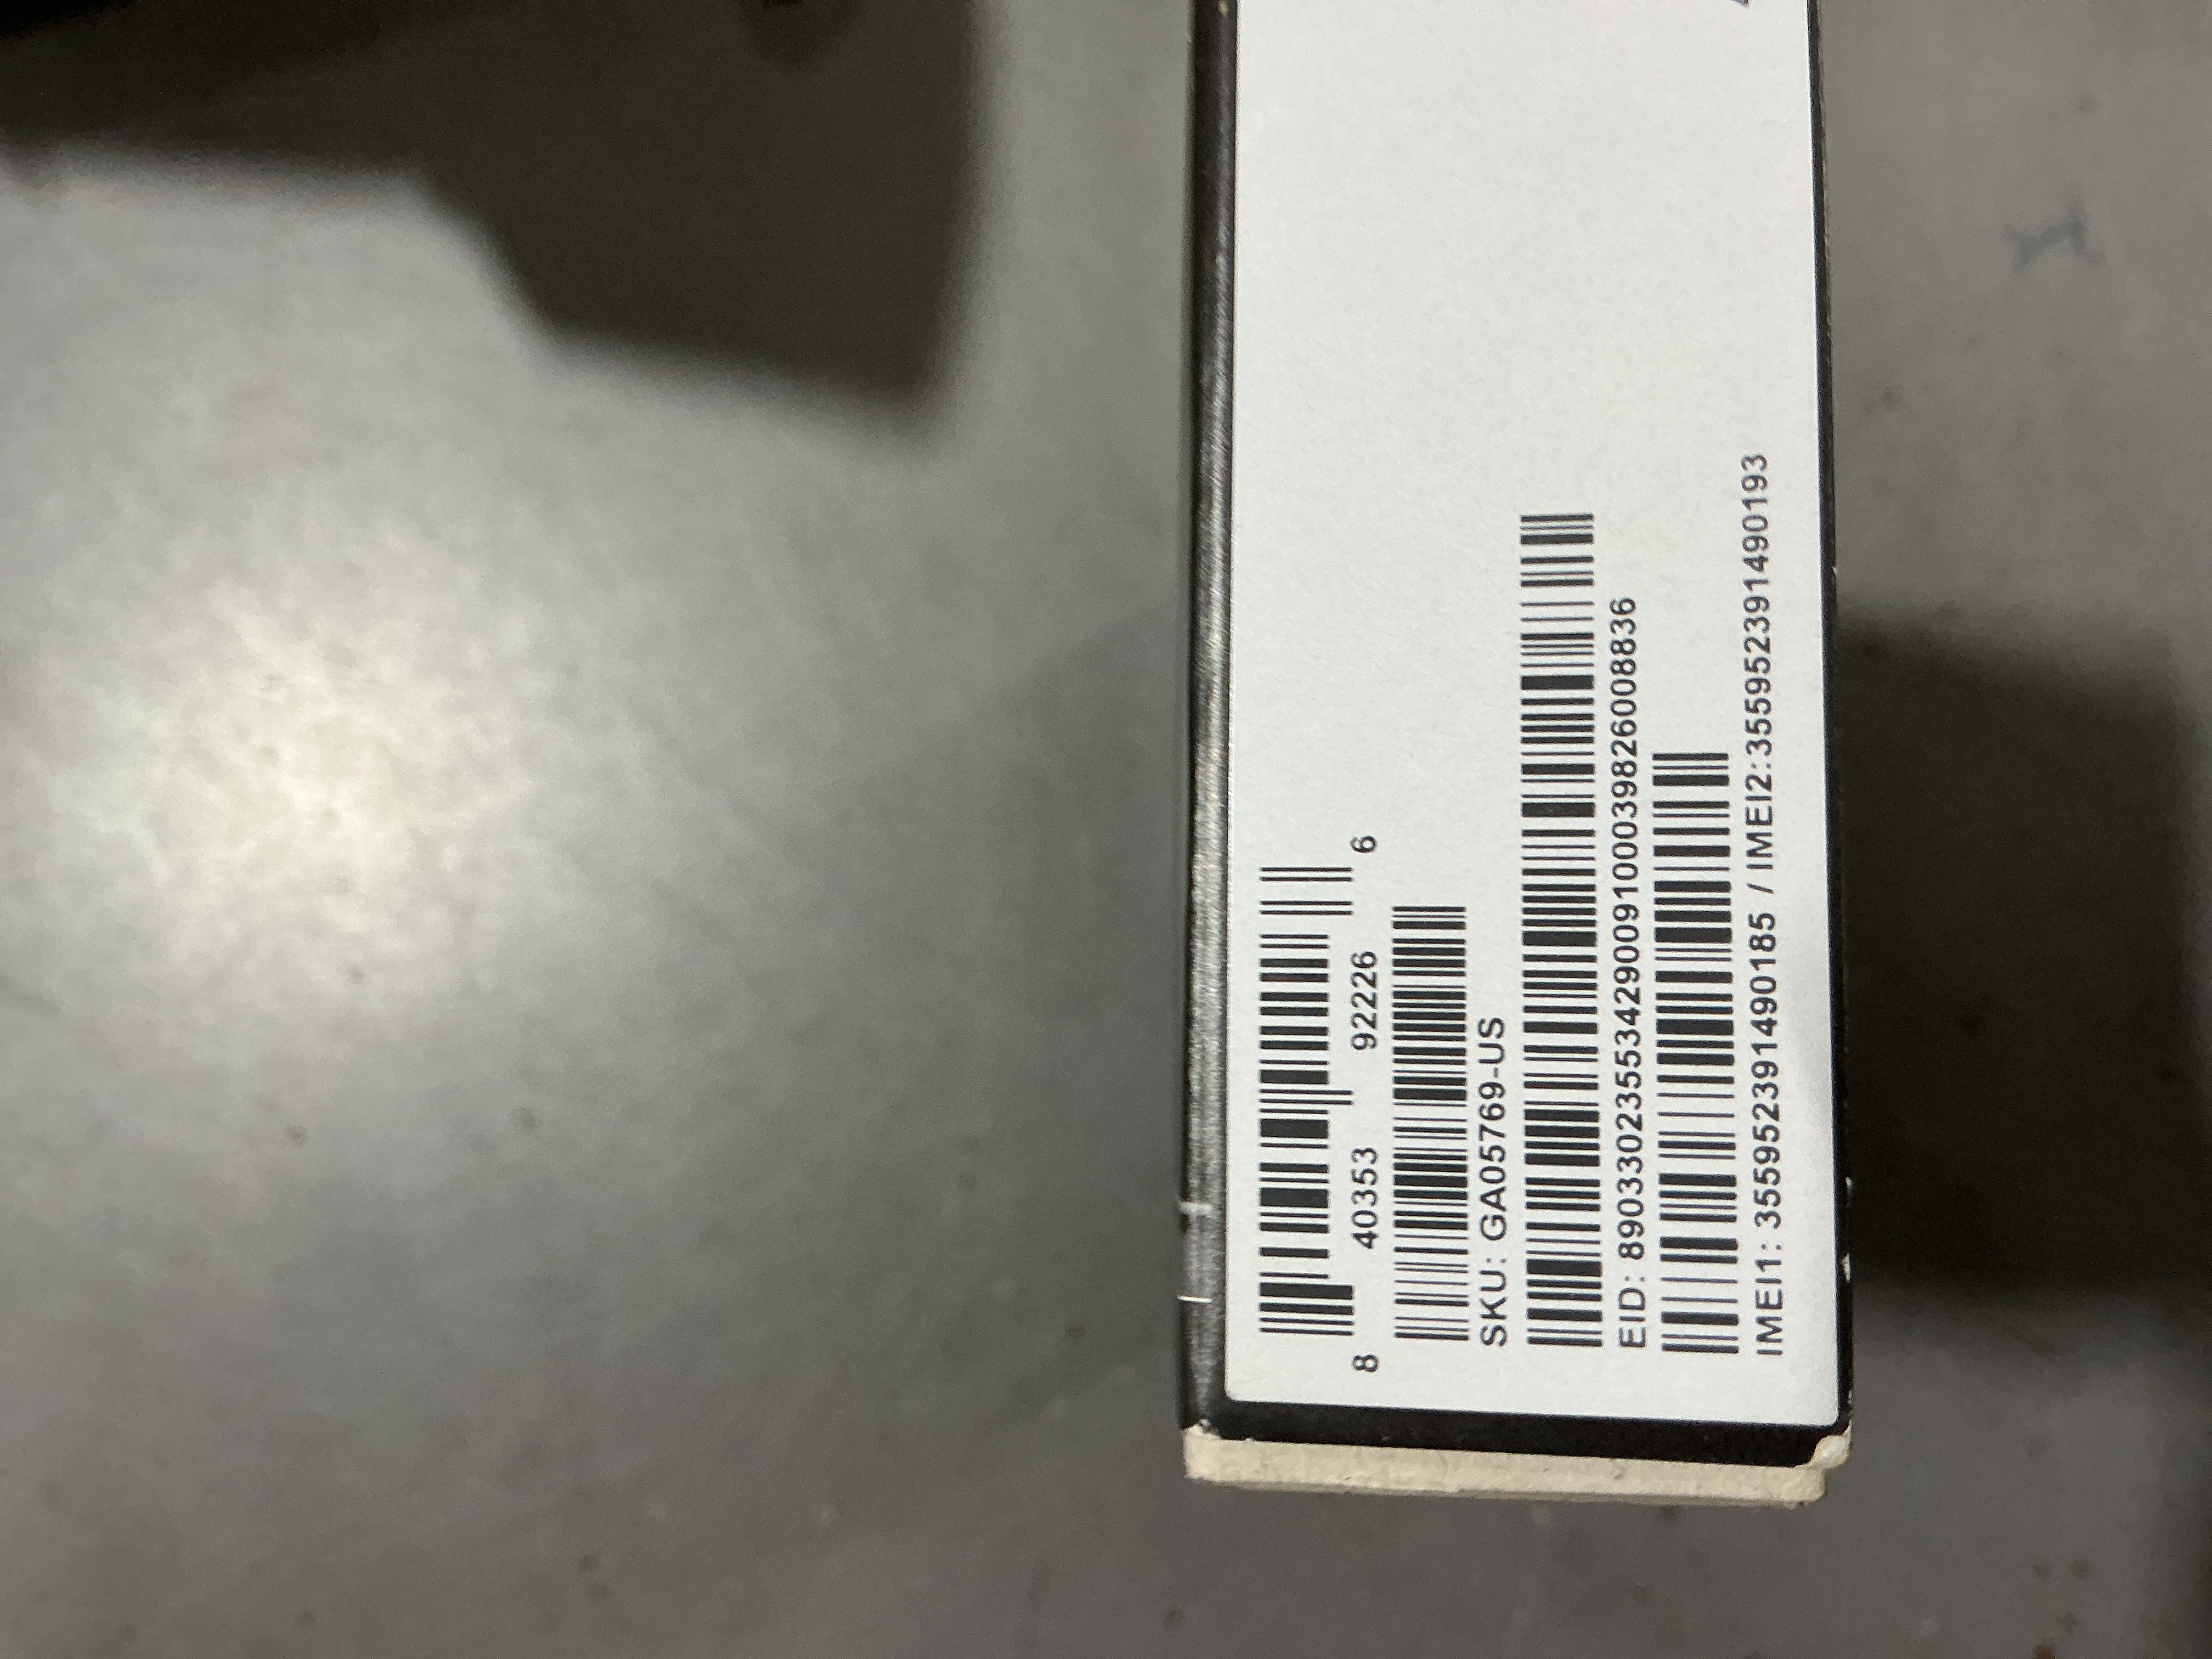 8 40353 92226 6
SKU: GA05769-US
EID: 89033023553429009100039826008836
IMEI1: 355952391490185 / IMEI2:355952391490193